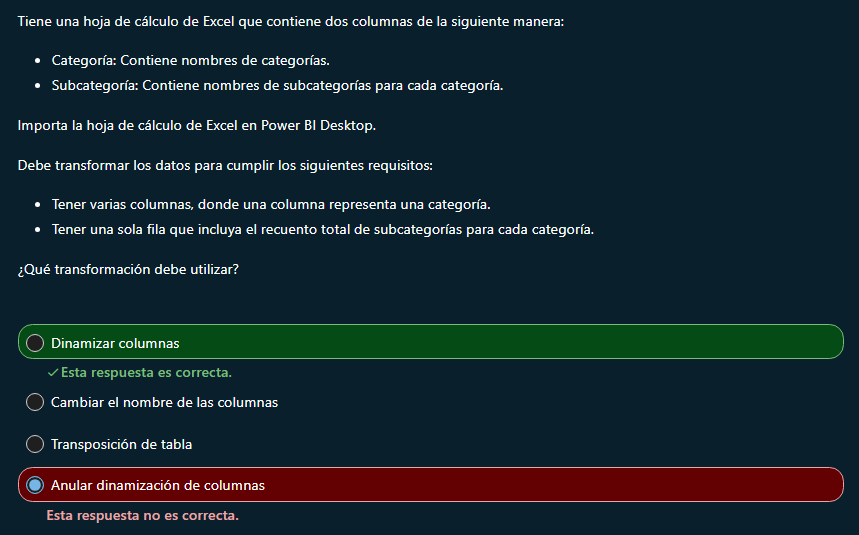 Tiene una hoja de cálculo de Excel que contiene dos columnas de la siguiente manera:
• Categoría: Contiene nombres de categorías.
• Subcategoría: Contiene nombres de subcategorías para cada categoría.
Importa la hoja de cálculo de Excel en Power BI Desktop.
Debe transformar los datos para cumplir los siguientes requisitos:
• Tener varias columnas, donde una columna representa una categoría.
• Tener una sola fila que incluya el recuento total de subcategorías para cada categoría.
¿Qué transformación debe utilizar?
Dinamizar columnas
✓ Esta respuesta es correcta.
Cambiar el nombre de las columnas
Transposición de tabla
Anular dinamización de columnas
Esta respuesta no es correcta.